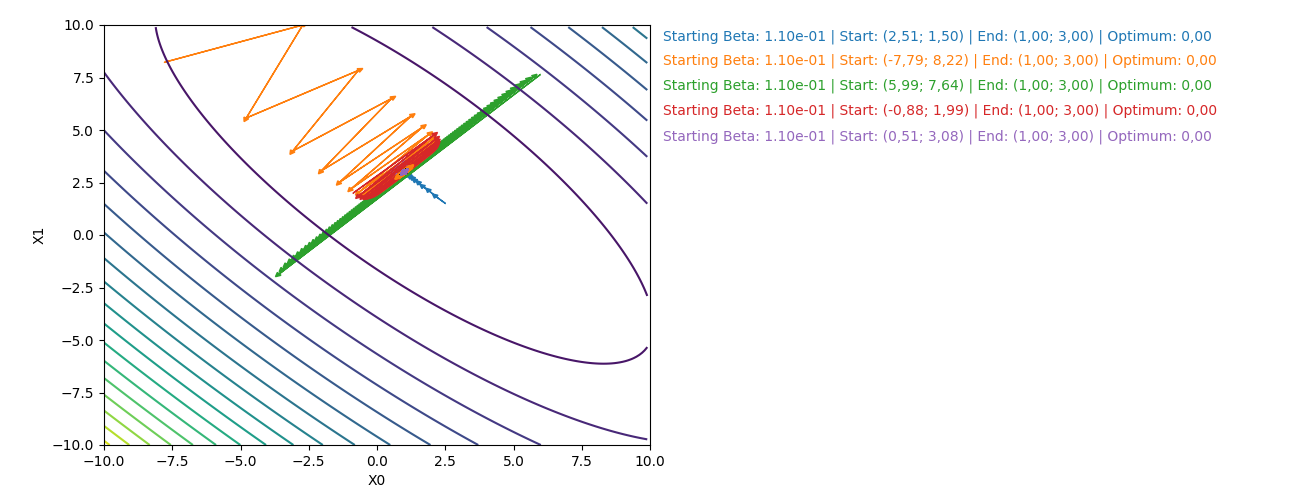 10.0
7.5
5.0
2.5
0.0
−2.5
−5.0
−7.5
−10.0
X1
−10.0 −7.5 −5.0 −2.5 0.0 2.5 5.0 7.5 10.0
X0
Starting Beta: 1.10e-01 | Start: (2,51; 1,50) | End: (1,00; 3,00) | Optimum: 0,00
Starting Beta: 1.10e-01 | Start: (-7,79; 8,22) | End: (1,00; 3,00) | Optimum: 0,00
Starting Beta: 1.10e-01 | Start: (5,99; 7,64) | End: (1,00; 3,00) | Optimum: 0,00
Starting Beta: 1.10e-01 | Start: (-0,88; 1,99) | End: (1,00; 3,00) | Optimum: 0,00
Starting Beta: 1.10e-01 | Start: (0,51; 3,08) | End: (1,00; 3,00) | Optimum: 0,00